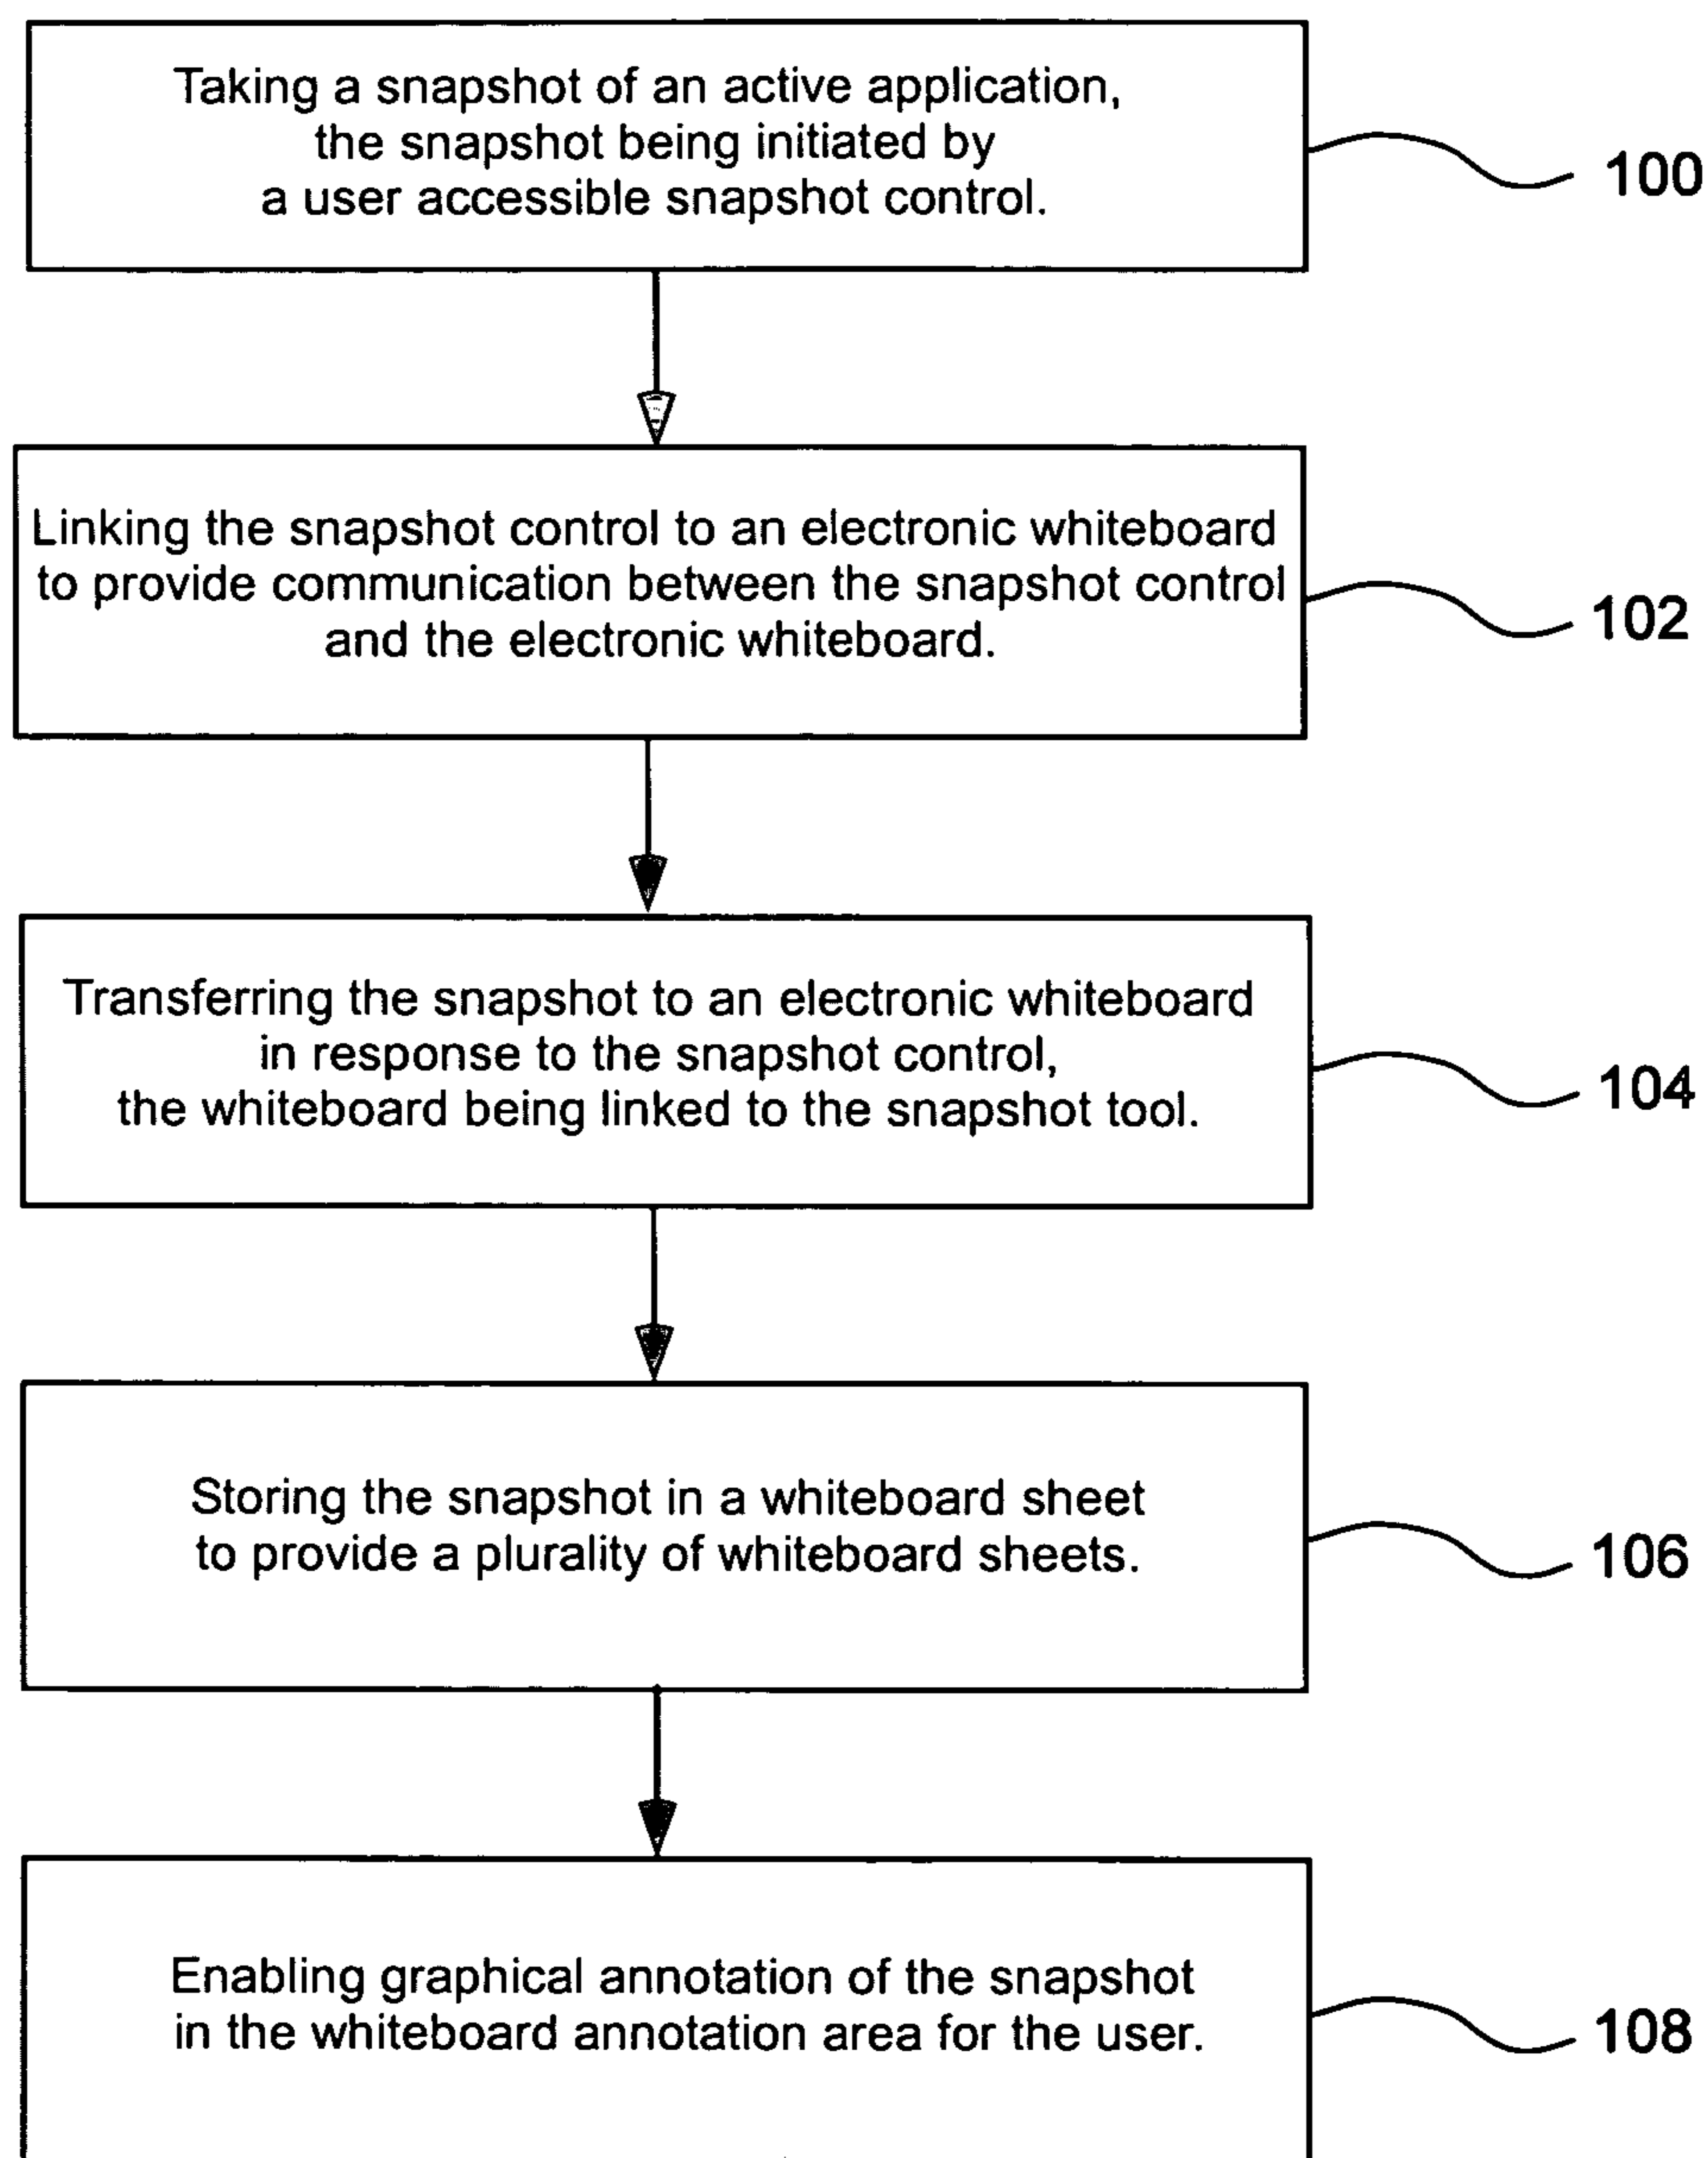 Taking a snapshot of an active application,
the snapshot being initiated by
a user accessible snapshot control.
100
Linking the snapshot control to an electronic whiteboard
to provide communication between the snapshot control
and the electronic whiteboard.
102
Transferring the snapshot to an electronic whiteboard
in response to the snapshot control,
the whiteboard being linked to the snapshot tool.
104
Storing the snapshot in a whiteboard sheet
to provide a plurality of whiteboard sheets.
106
Enabling graphical annotation of the snapshot
in the whiteboard annotation area for the user.
108